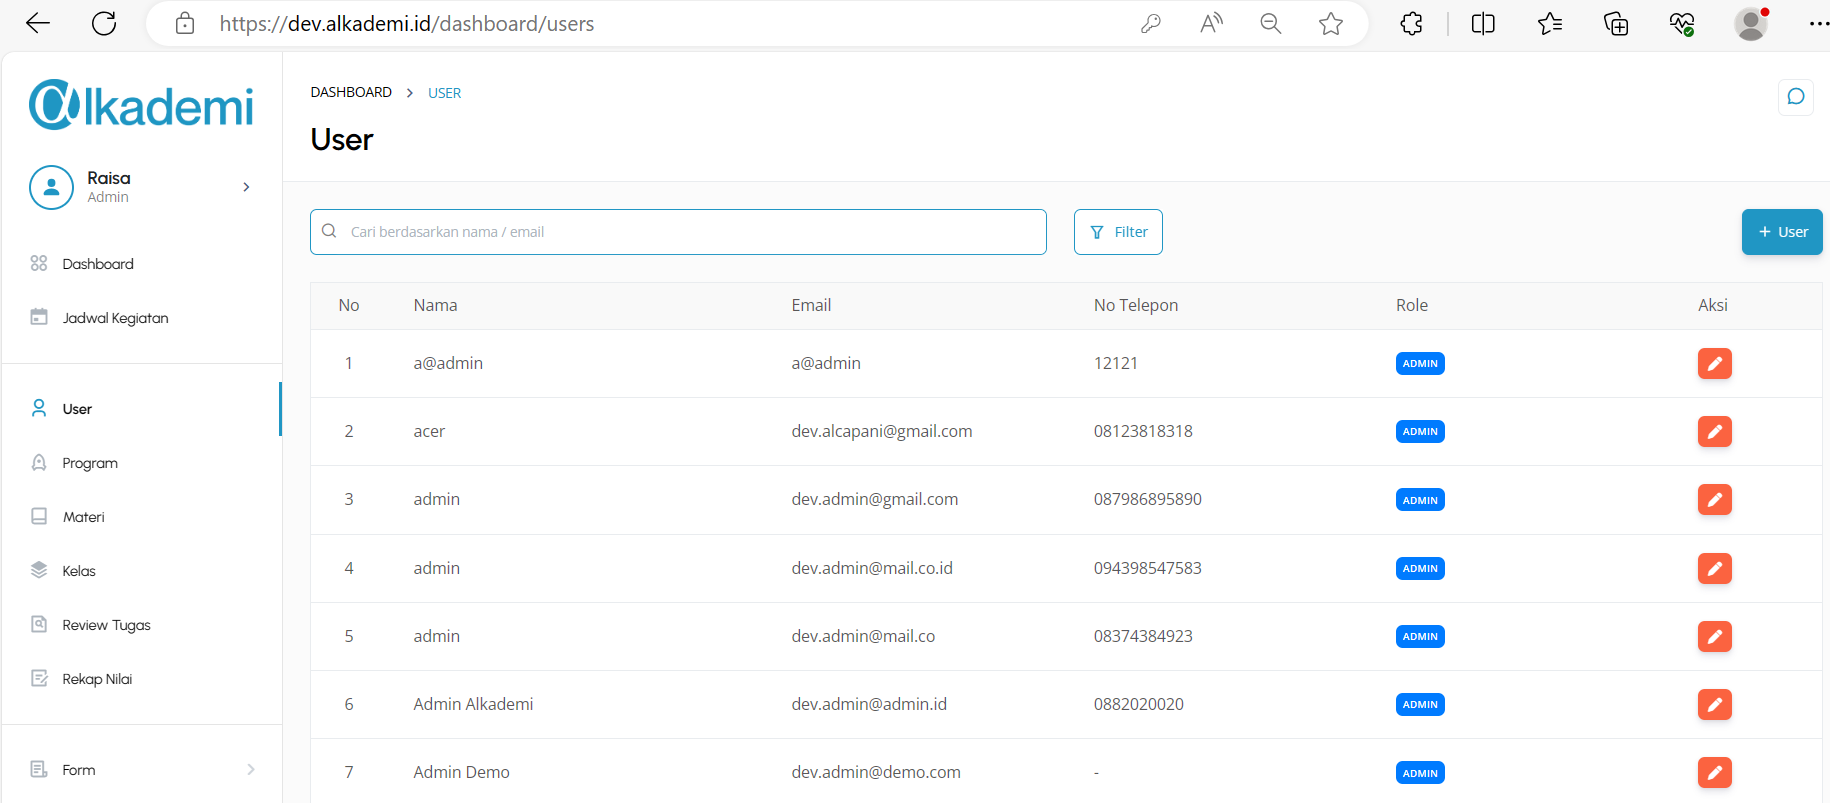 https://dev.alkademi.id/dashboard/users
@lkademi
Raisa
Admin
Dashboard
Jadwal Kegiatan
User
Program
Materi
Kelas
Review Tugas
Rekap Nilai
Form
DASHBOARD > USER
User
Cari berdasarkan nama / email
Filter
+ User
No Nama Email No Telepon Role Aksi
1 a@admin a@admin 12121 ADMIN
2 acer dev.alcapani@gmail.com 08123818318 ADMIN
3 admin dev.admin@gmail.com 087986895890 ADMIN
4 admin dev.admin@mail.co.id 094398547583 ADMIN
5 admin dev.admin@mail.co 08374384923 ADMIN
6 Admin Alkademi dev.admin@admin.id 0882020020 ADMIN
7 Admin Demo dev.admin@demo.com - ADMIN